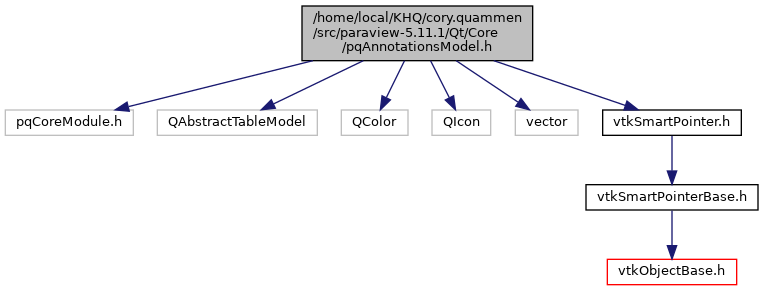 /home/local/KHQ/cory.quammen
/src/paraview-5.11.1/Qt/Core
/pqAnnotationsModel.h
pqCoreModule.h
QAbstractTableModel
QColor
QIcon
vector
vtkSmartPointer.h
vtkSmartPointerBase.h
vtkObjectBase.h